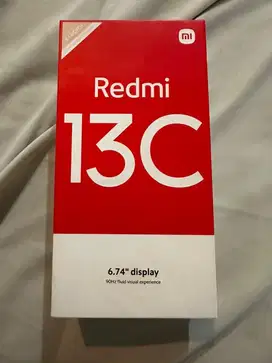 mi
Redmi
13C
6.74" display
90Hz fluid visual experience